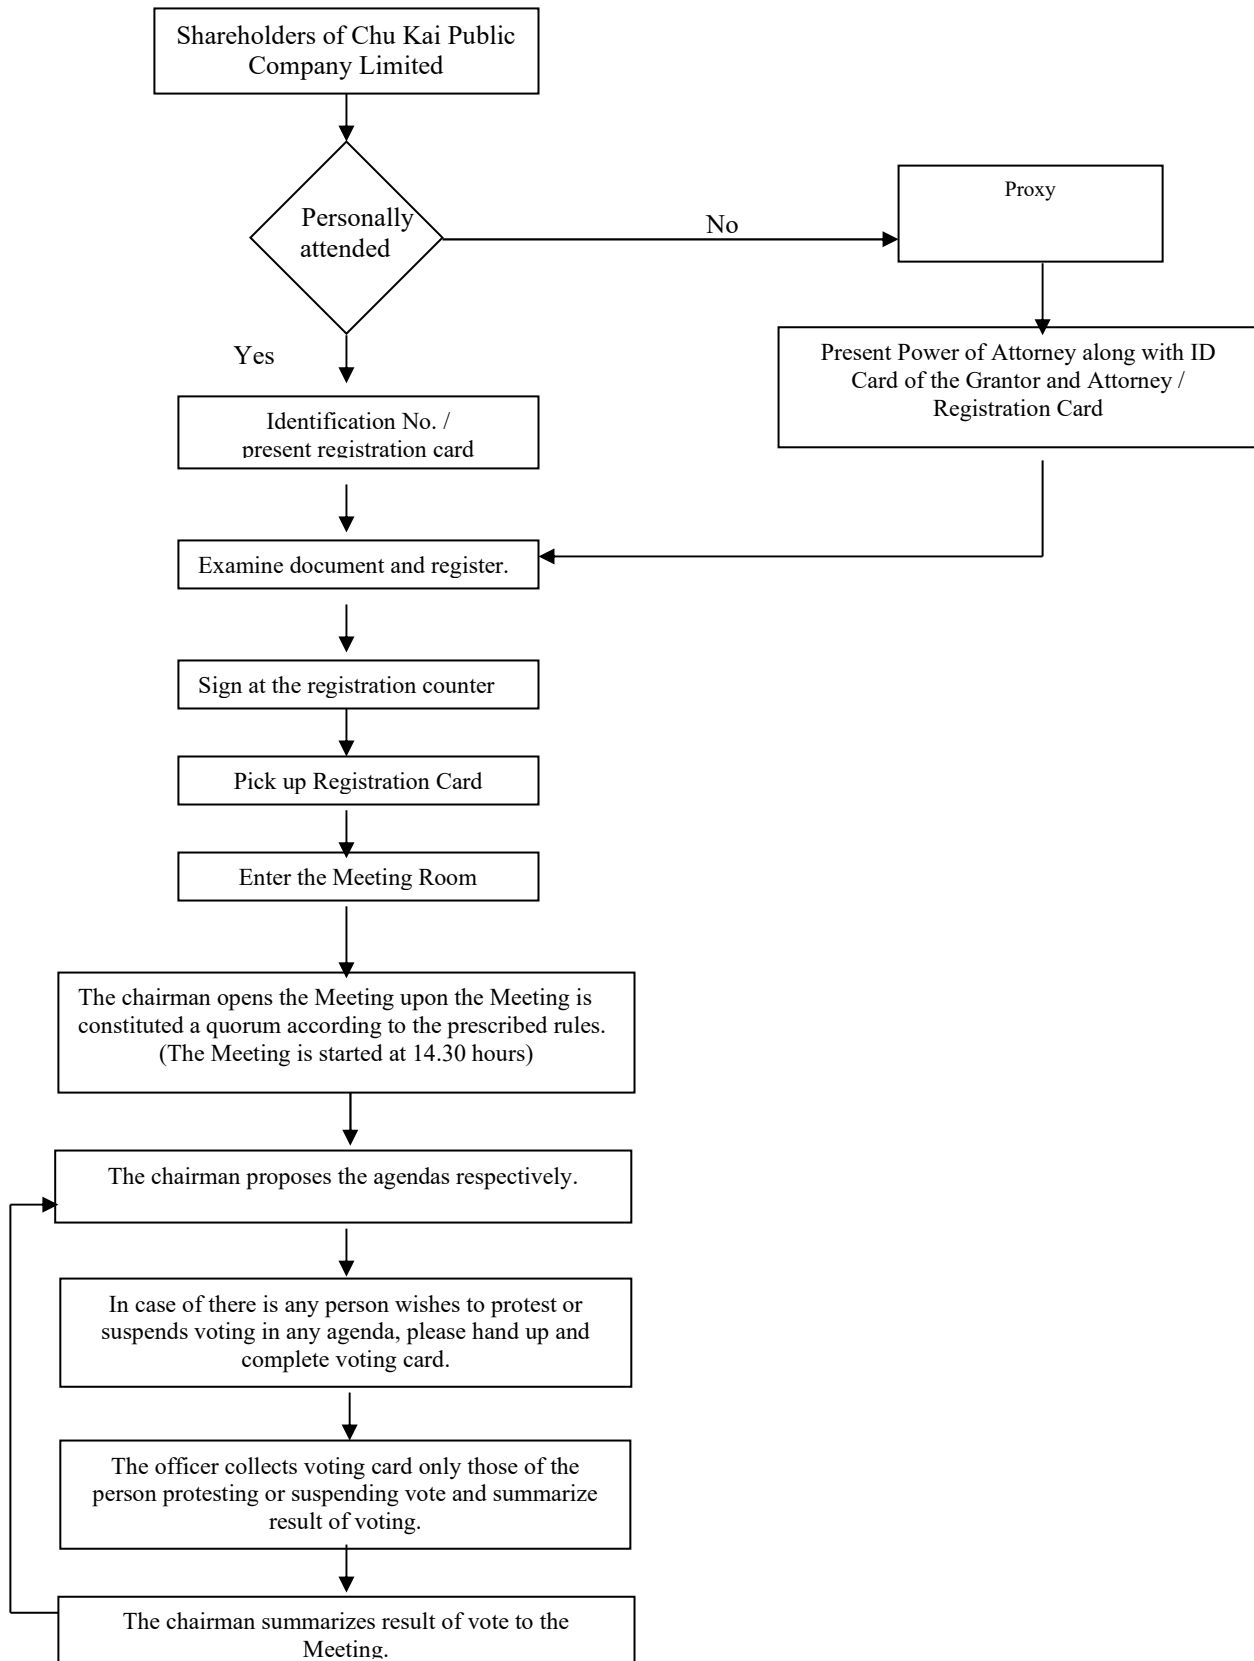 Shareholders of Chu Kai Public
Company Limited
Personally
attended
No
Proxy
Yes
Present Power of Attorney along with ID
Card of the Grantor and Attorney /
Registration Card
Identification No. /
present registration card
Examine document and register.
Sign at the registration counter
Pick up Registration Card
Enter the Meeting Room
The chairman opens the Meeting upon the Meeting is
constituted a quorum according to the prescribed rules.
(The Meeting is started at 14.30 hours)
The chairman proposes the agendas respectively.
In case of there is any person wishes to protest or
suspends voting in any agenda, please hand up and
complete voting card.
The officer collects voting card only those of the
person protesting or suspending vote and summarize
result of voting.
The chairman summarizes result of vote to the
Meeting.